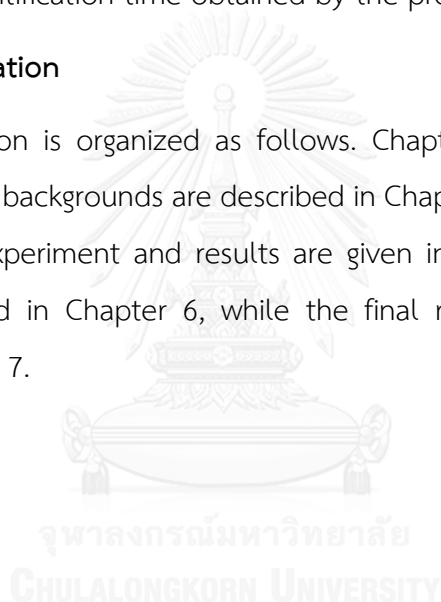 ntification time obtained by the pro
ation
on is organized as follows. Chapt
backgrounds are described in Chap
xperiment and results are given in
d in Chapter 6, while the final r
7.
จุฬาลงกรณ์มหาวิทยาลัย
CHULALONGKORN UNIVERSITY